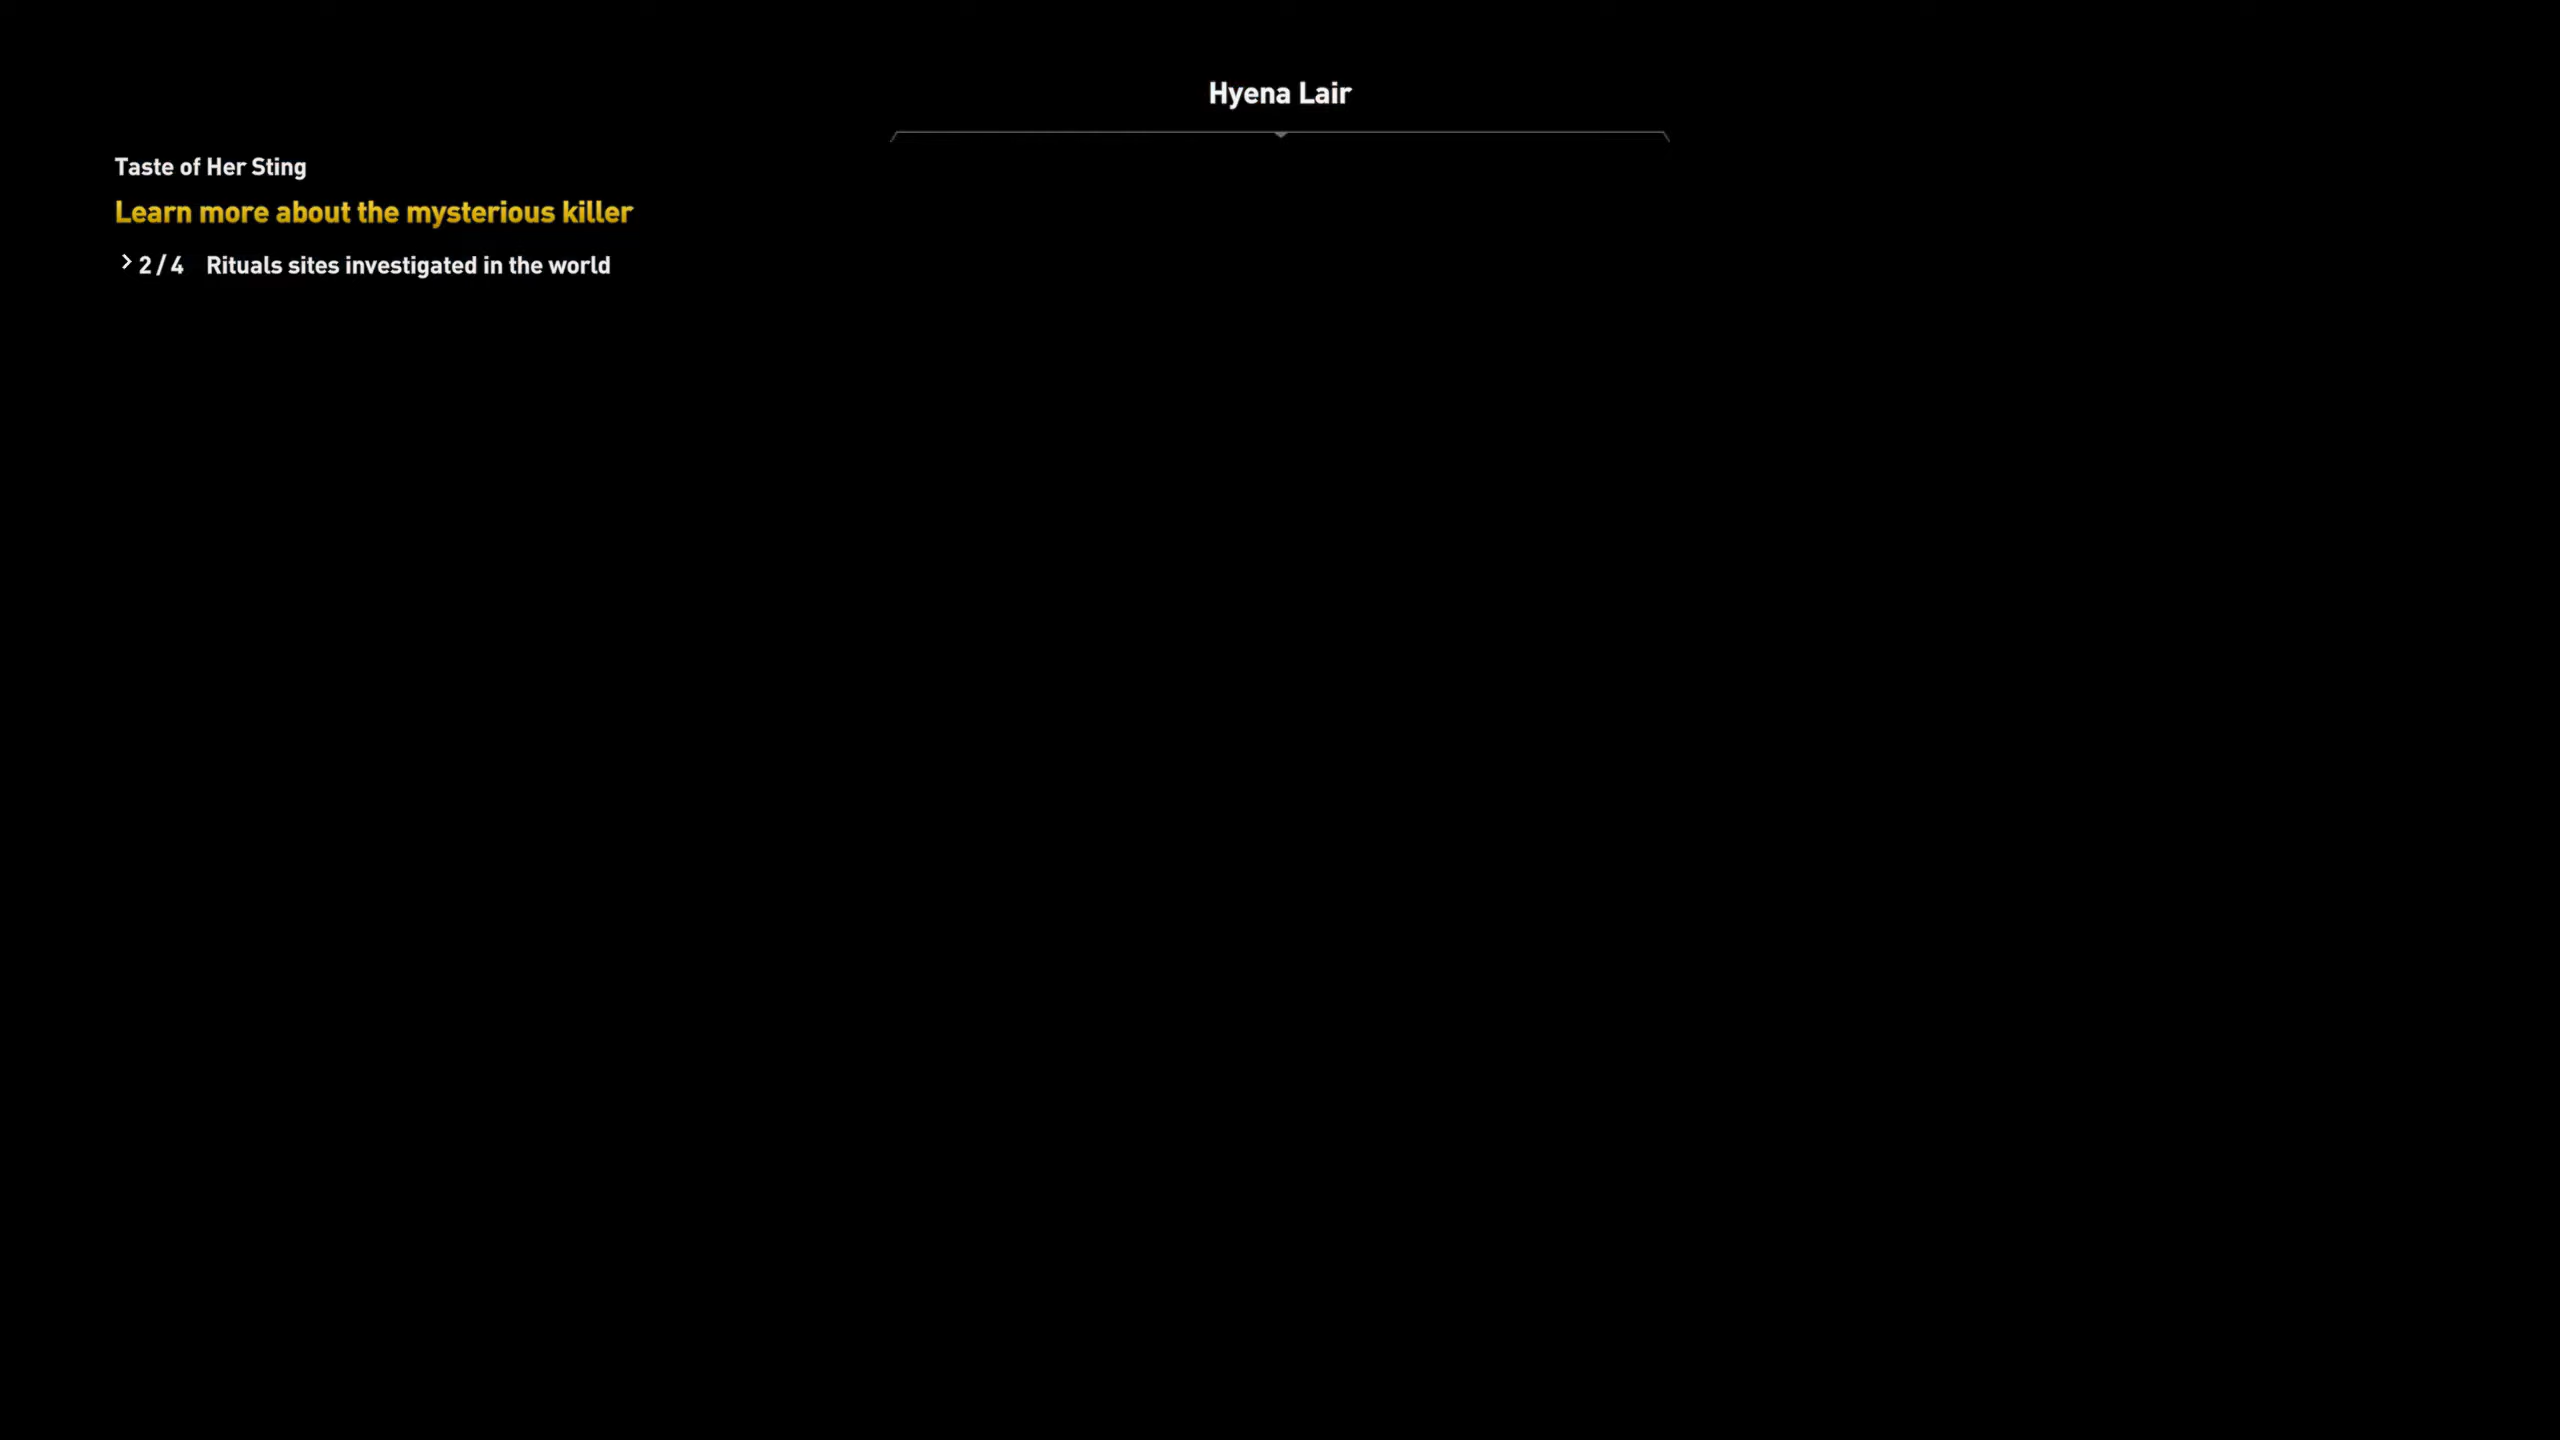 Hyena Lair
Taste of Her Sting
Learn more about the mysterious killer
2 / 4 Rituals sites investigated in the world